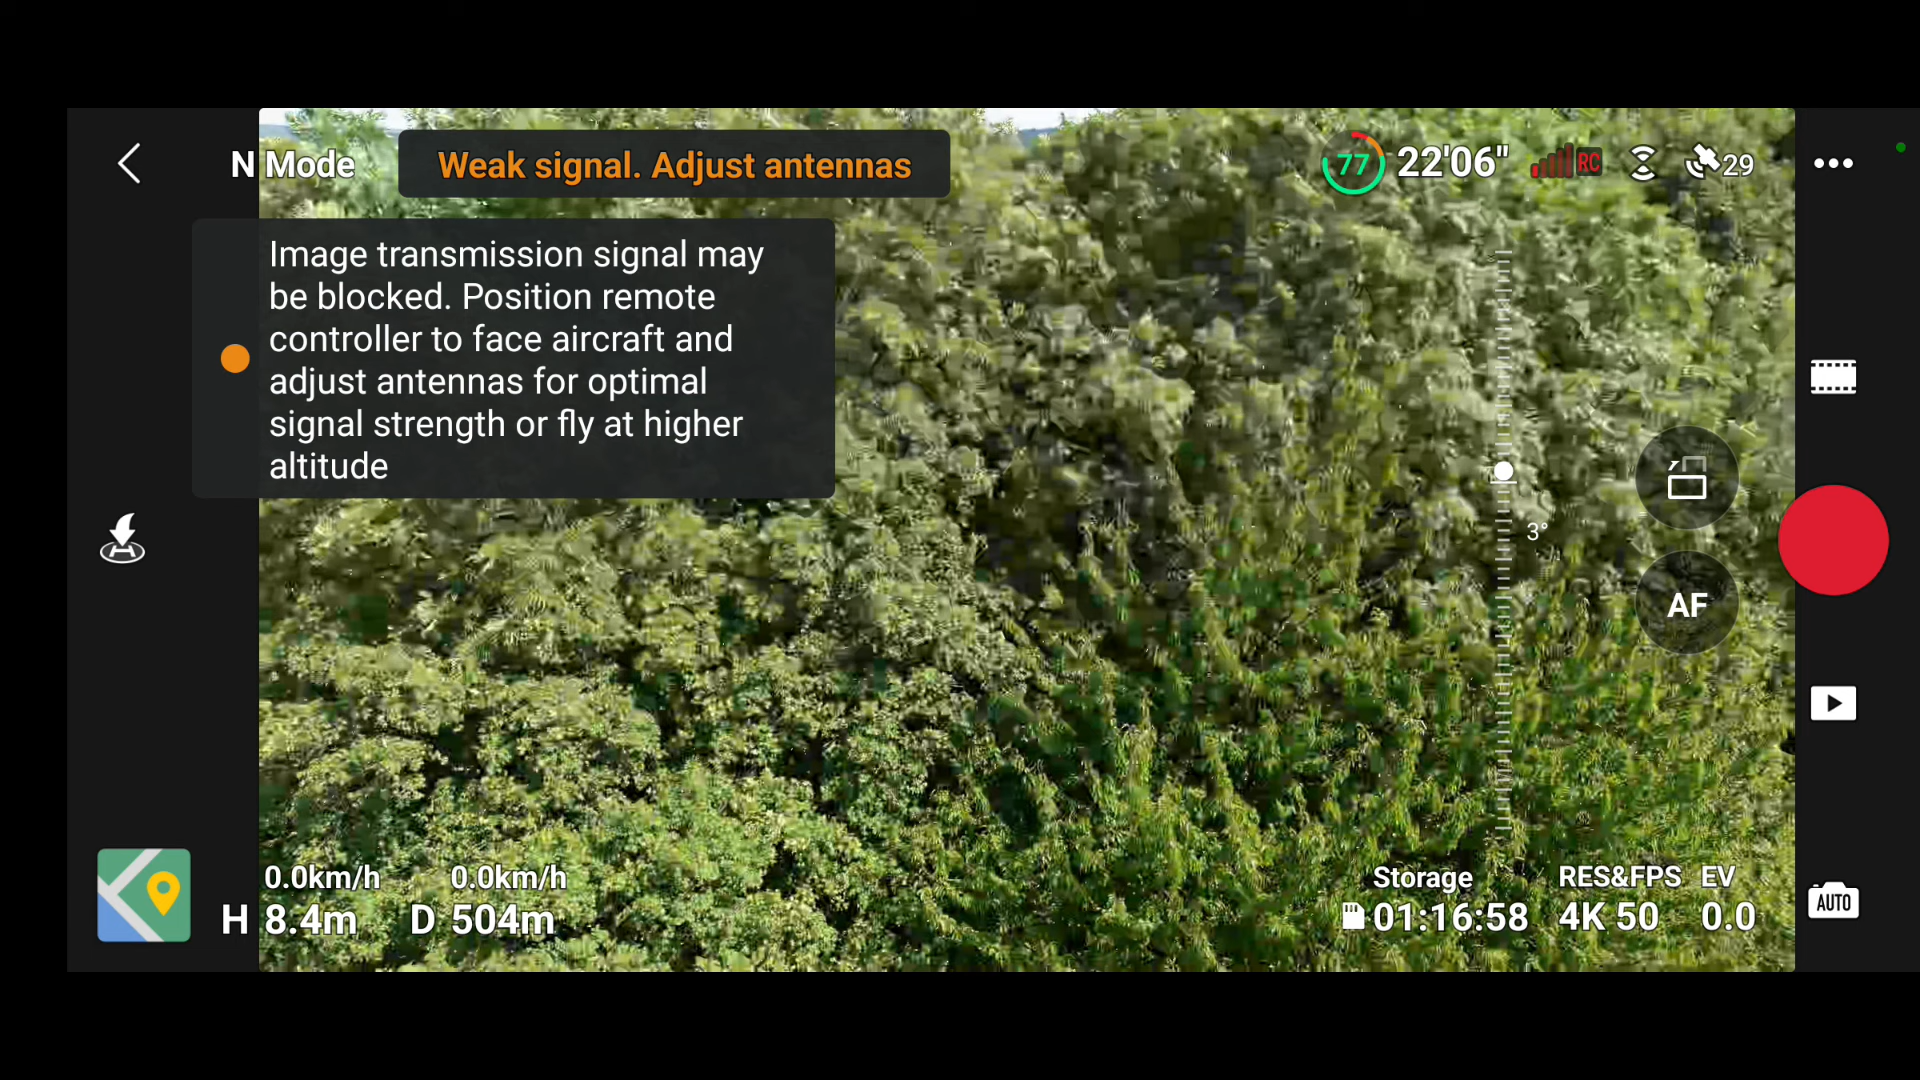 N Mode
Weak signal. Adjust antennas
77
22'06"
RC
29
Image transmission signal may
be blocked. Position remote
controller to face aircraft and
adjust antennas for optimal
signal strength or fly at higher
altitude
3°
AF
0.0km/h
0.0km/h
H 8.4m
D 504m
Storage
01:16:58
RES&FPS
4K 50
EV
0.0
AUTO